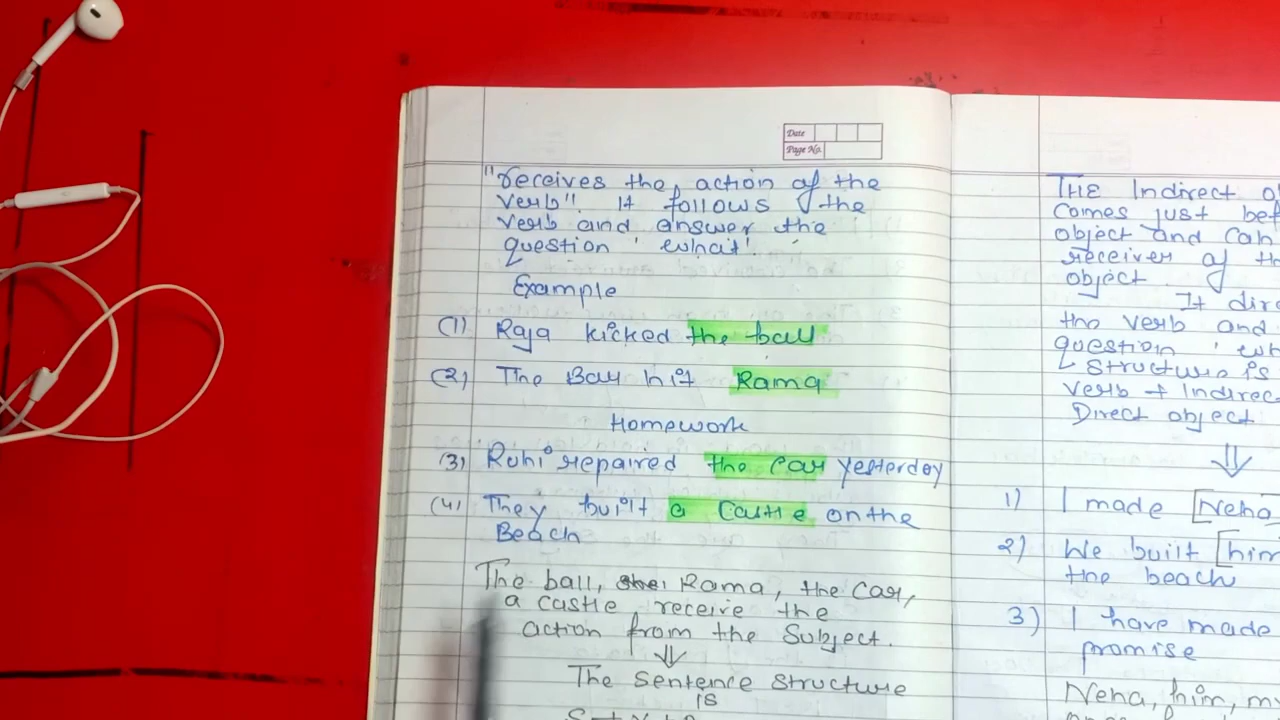 Date
Page No.
"receives the action of the
verb". It follows the
verb and answer the
question 'what'.
Example
(1) Raja kicked the ball
(2) The Boy hit Rama
Homework
(3) Rohi repaired the car yesterday
(4) They built a castle on the
Beach
The ball, Rama, the car,
a castle receive the
action from the Subject.
⇓
The Sentence structure
is
S + V + O
THE Indirect o
Comes just bef
object and Can
receiver of th
object
It dir
the verb and
question 'wh
Structure is
Verb + Indirec
Direct object
⇓
1) I made [Neha
2) We built [him
the beach
3) I have made
promise
Neha, him, m